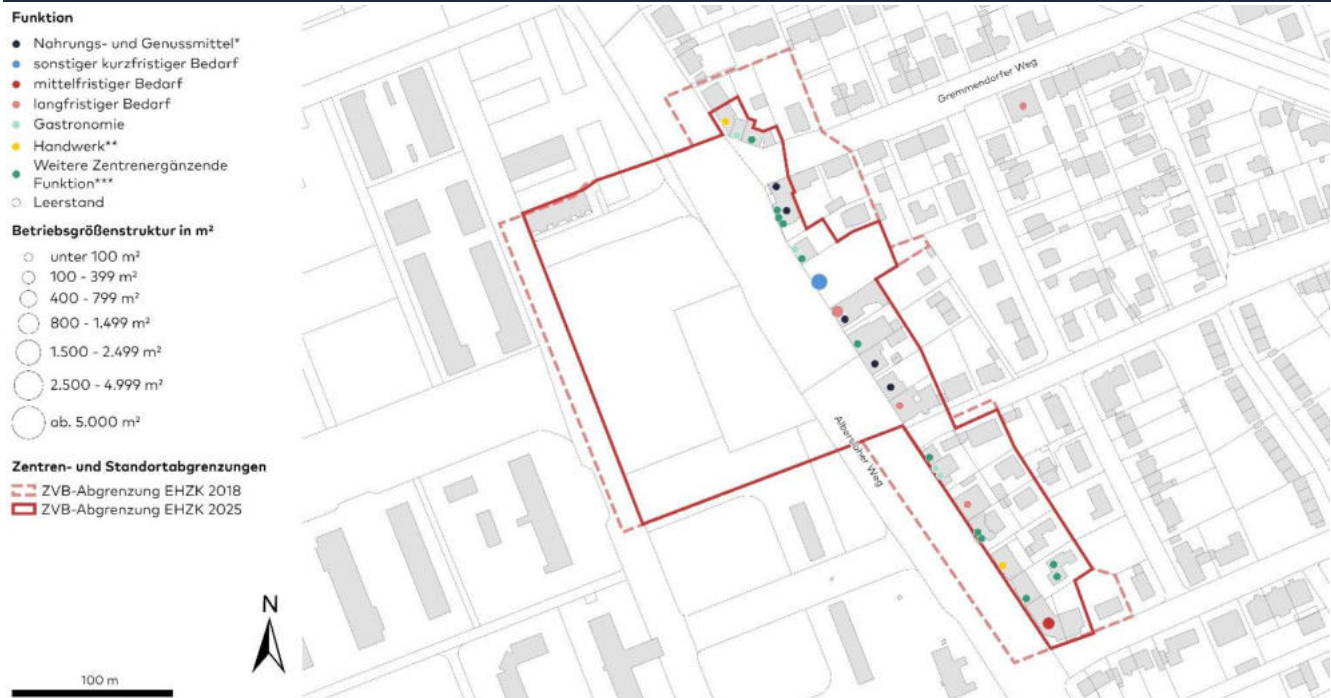 Funktion
Nahrungs- und Genussmittel*
sonstiger kurzfristiger Bedarf
mittelfristiger Bedarf
langfristiger Bedarf
Gastronomie
Handwerk**
Weitere Zentrenergänzende
Funktion***
Leerstand
Betriebsgrößenstruktur in m²
unter 100 m²
100 - 399 m²
400 - 799 m²
800 - 1.499 m²
1.500 - 2.499 m²
2.500 - 4.999 m²
ab. 5.000 m²
Zentren- und Standortabgrenzungen
ZVB-Abgrenzung EHZK 2018
ZVB-Abgrenzung EHZK 2025
N
100 m
Gremmendorfer Weg
Albersloher Weg